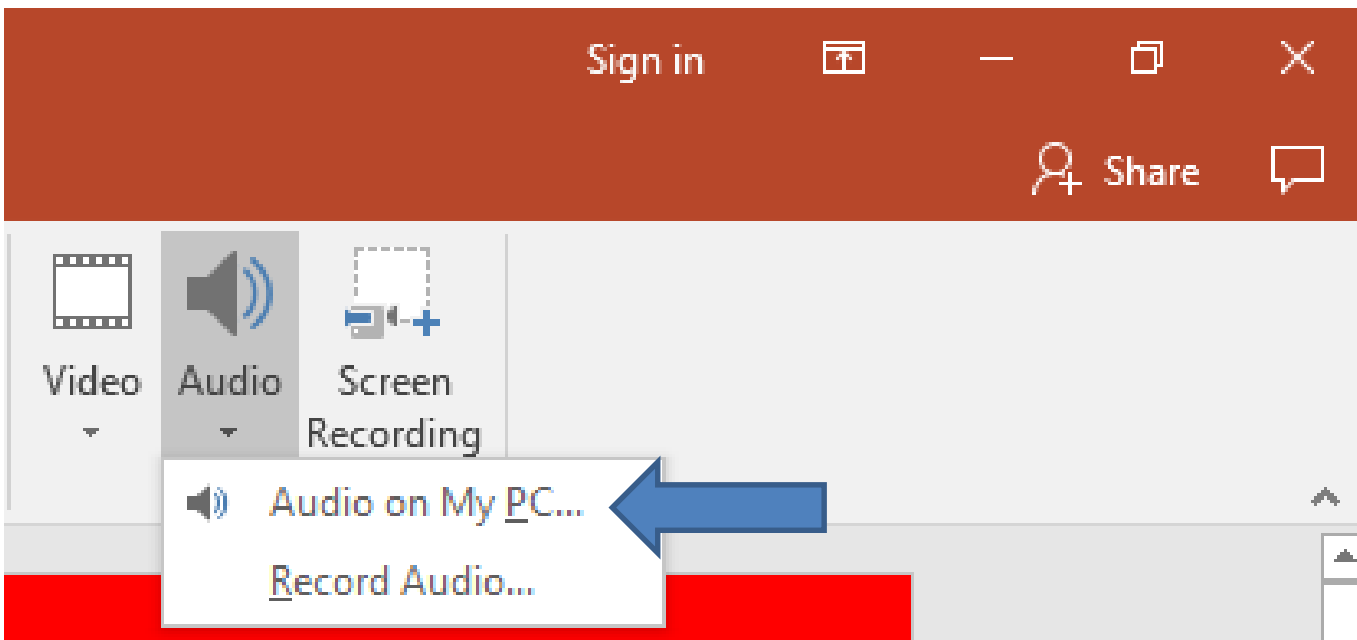 Sign in
Share
Video
Audio
Screen
Recording
Audio on My PC...
Record Audio...